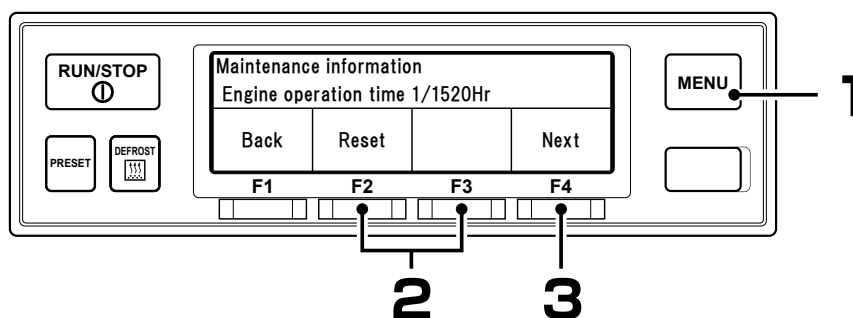 RUN/STOP
PRESET
DEFROST
Maintenance information
Engine operation time 1/1520Hr
Back Reset Next
F1 F2 F3 F4
MENU
1
2 3